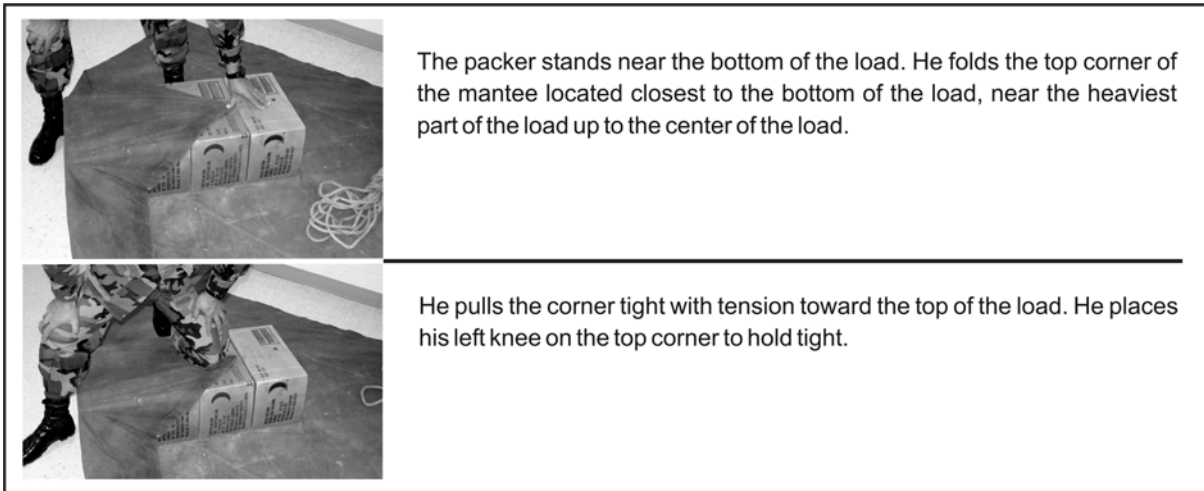 The packer stands near the bottom of the load. He folds the top corner of
the mantee located closest to the bottom of the load, near the heaviest
part of the load up to the center of the load.
He pulls the corner tight with tension toward the top of the load. He places
his left knee on the top corner to hold tight.